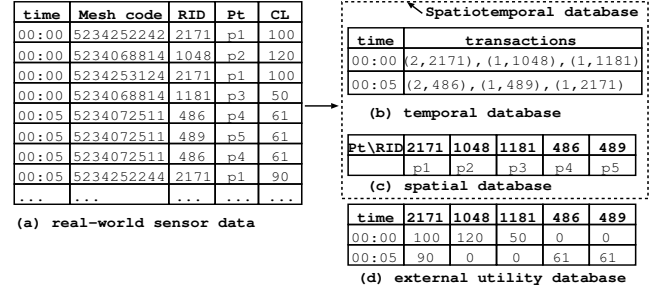 time Mesh code RID Pt CL
00:00 5234252242 2171 p1 100
00:00 5234068814 1048 p2 120
00:00 5234253124 2171 p1 100
00:00 5234068814 1181 p3 50
00:05 5234072511 486 p4 61
00:05 5234072511 489 p5 61
00:05 5234072511 486 p4 61
00:05 5234252244 2171 p1 90
... ... ... ... ...
(a) real-world sensor data
Spatiotemporal database
time transactions
00:00 (2,2171),(1,1048),(1,1181)
00:05 (2,486),(1,489),(1,2171)
(b) temporal database
Pt\RID 2171 1048 1181 486 489
p1 p2 p3 p4 p5
(c) spatial database
time 2171 1048 1181 486 489
00:00 100 120 50 0 0
00:05 90 0 0 61 61
(d) external utility database